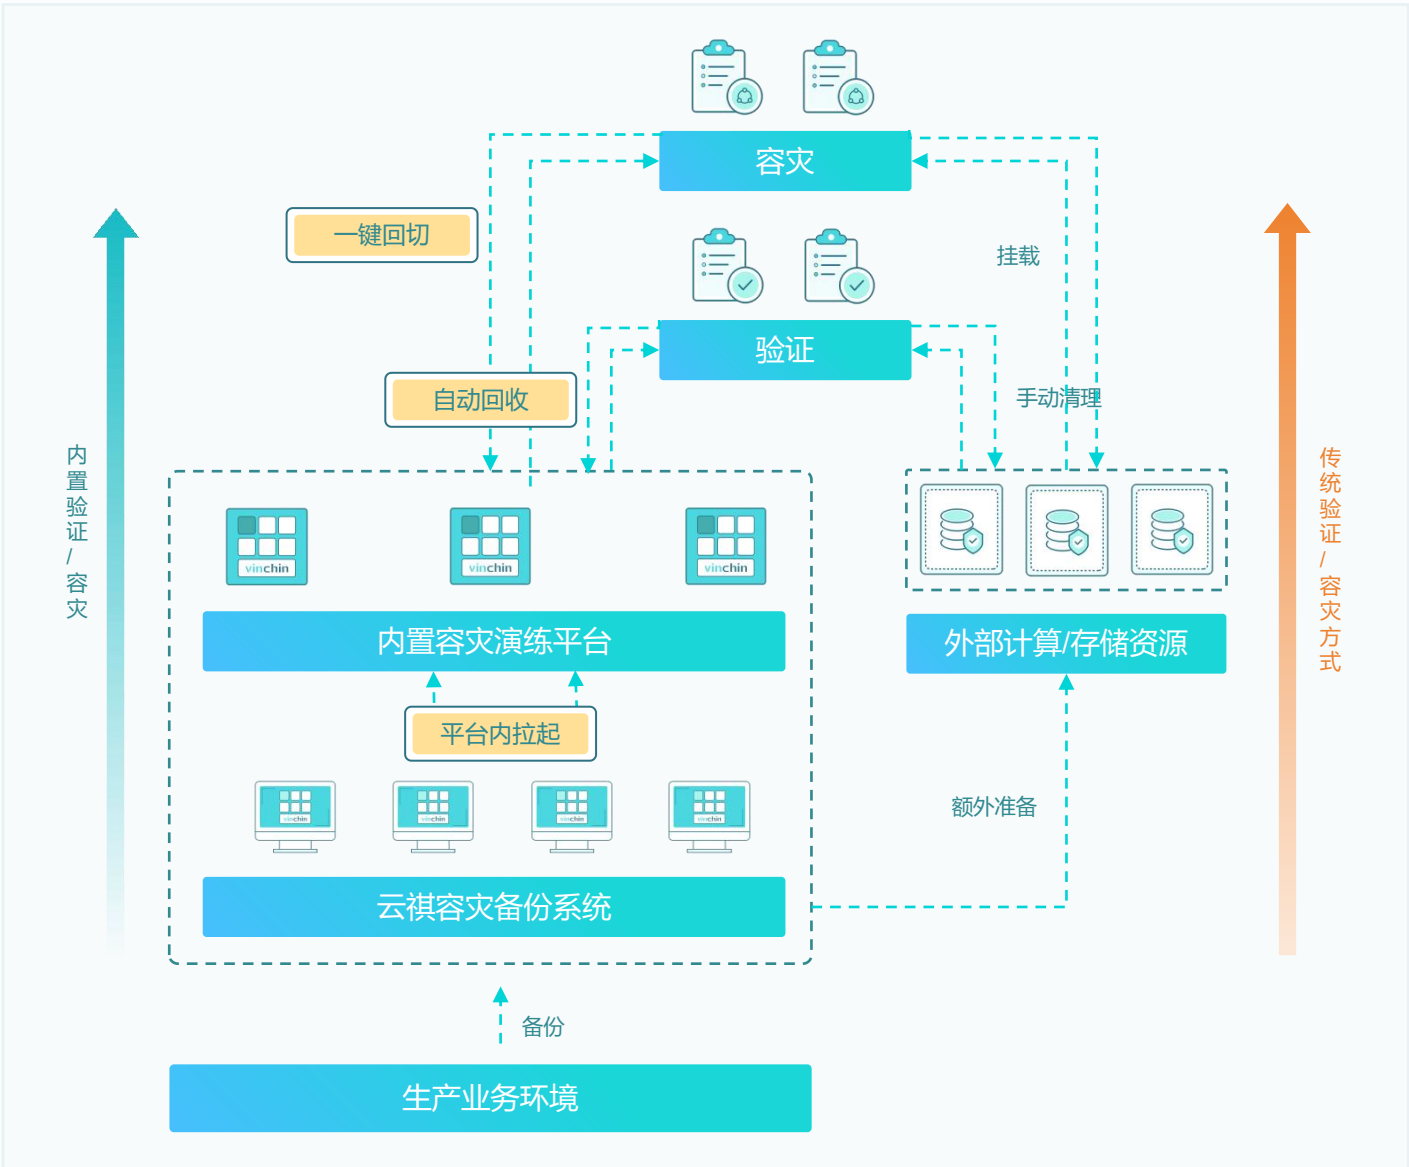 容灾
一键回切
挂载
验证
自动回收
手动清理
内置验证/容灾
传统验证/容灾方式
vinchin
vinchin
vinchin
内置容灾演练平台
外部计算/存储资源
平台内拉起
vinchin
vinchin
vinchin
vinchin
额外准备
云祺容灾备份系统
备份
生产业务环境